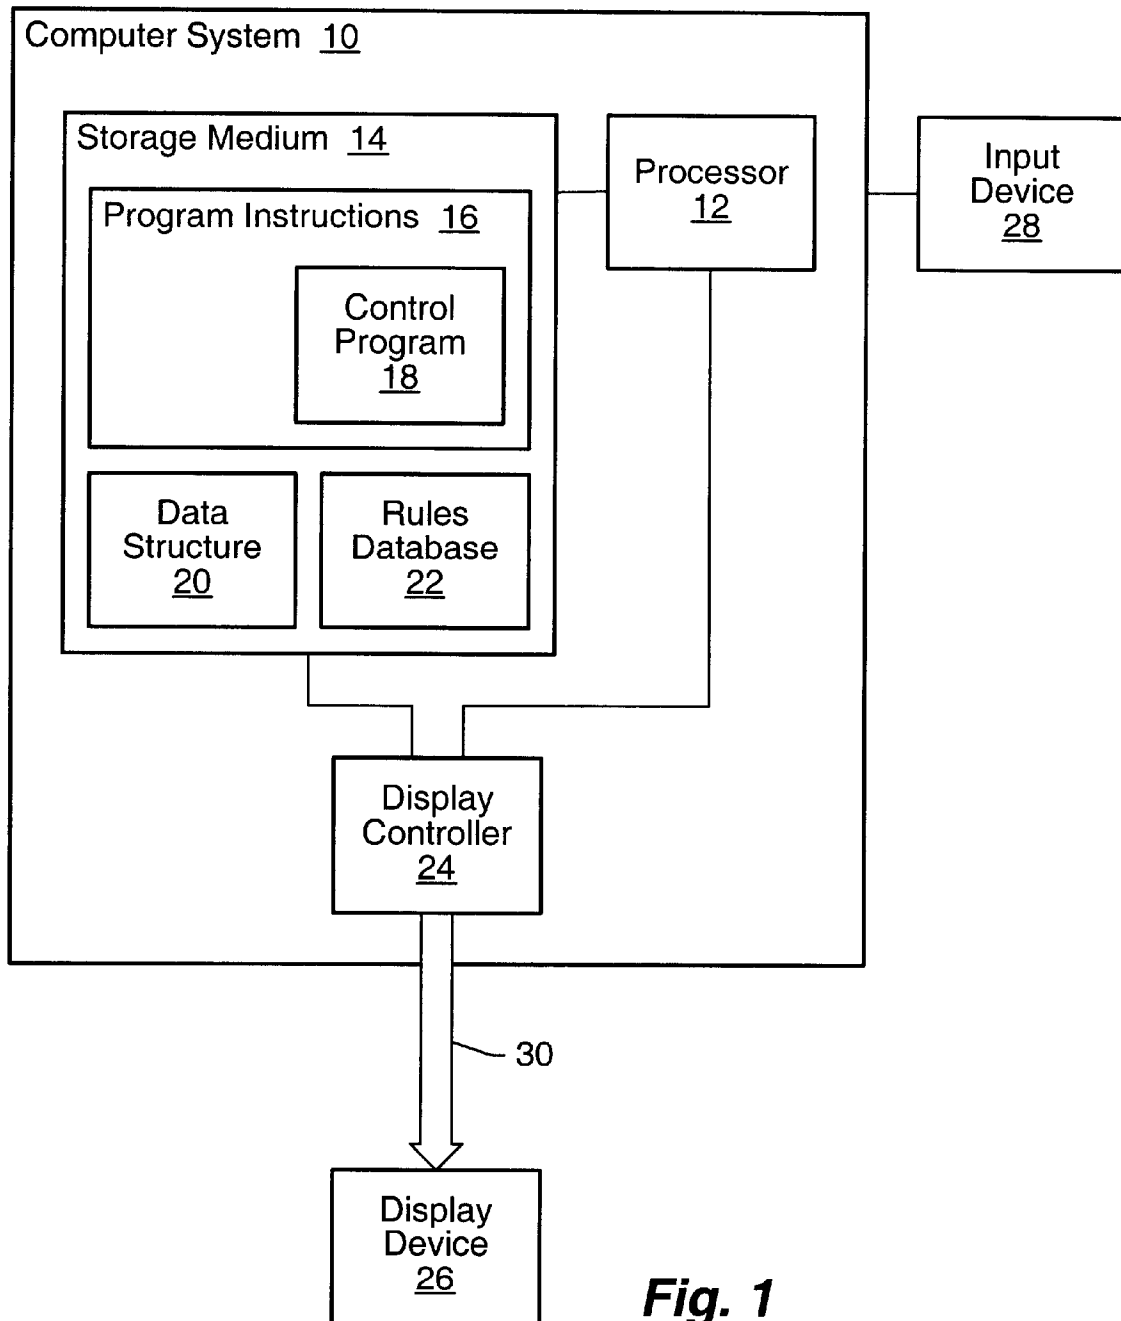 Computer System 10
Storage Medium 14
Program Instructions 16
Control
Program
18
Data
Structure
20
Rules
Database
22
Processor
12
Input
Device
28
Display
Controller
24
30
Display
Device
26
Fig. 1